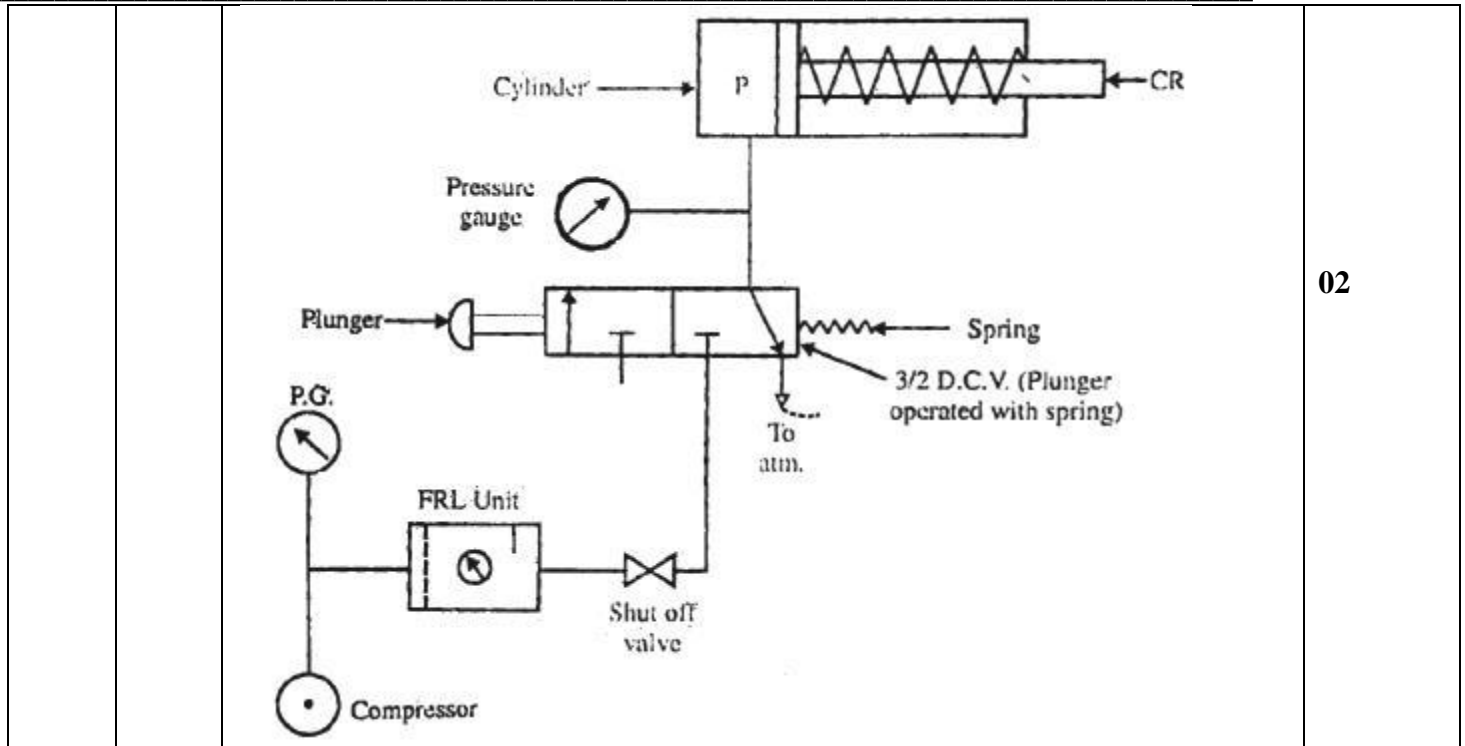 Cylinder
P
CR
Pressure
gauge
02
Plunger
Spring
3/2 D.C.V. (Plunger
operated with spring)
To
atm.
P.G.
FRL Unit
Shut off
valve
Compressor